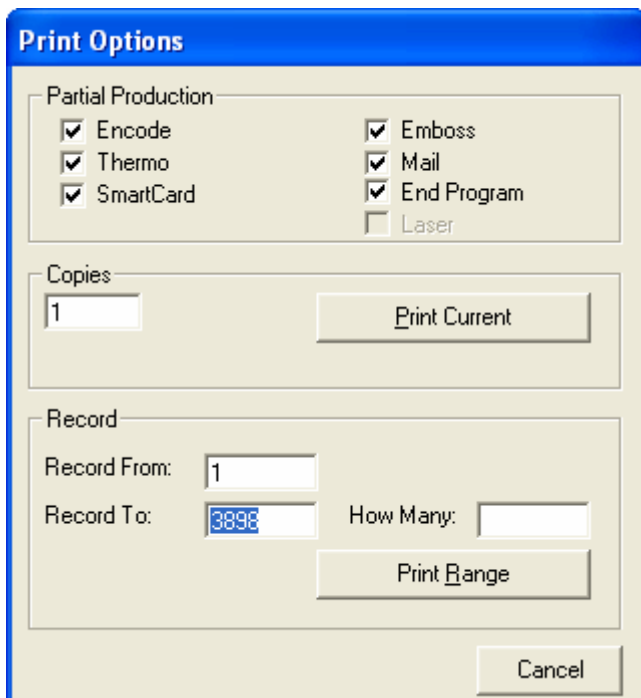 Print Options
Partial Production
Encode
Emboss
Thermo
Mail
SmartCard
End Program
Laser
Copies
1
Print Current
Record
Record From: 1
Record To: 3898 How Many:
Print Range
Cancel